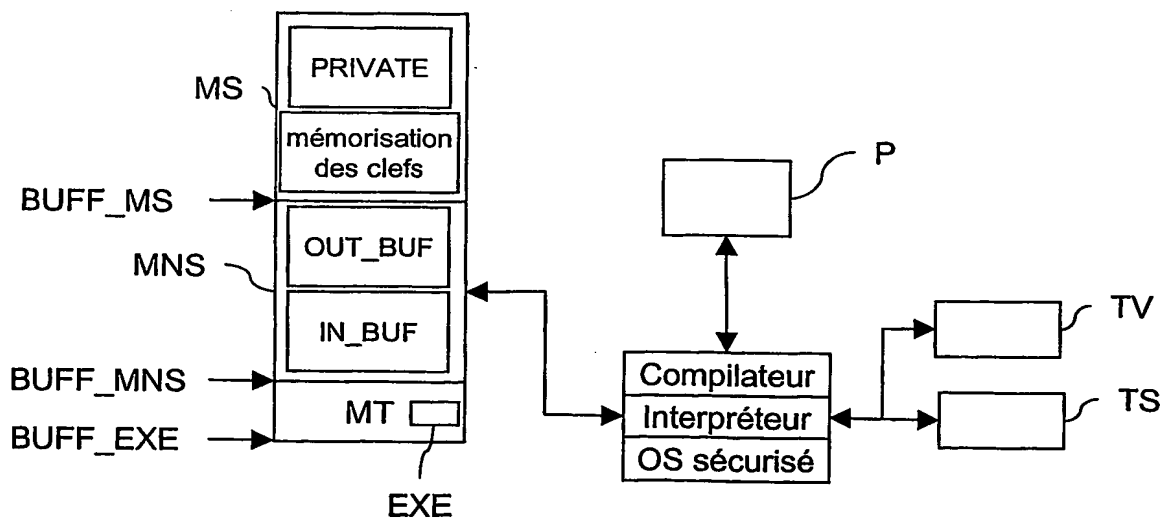 PRIVATE
MS
mémorisation
des clefs
BUFF_MS
OUT_BUF
MNS
IN_BUF
BUFF_MNS
MT
BUFF_EXE
EXE
P
Compilateur
Interpréteur
OS sécurisé
TV
TS